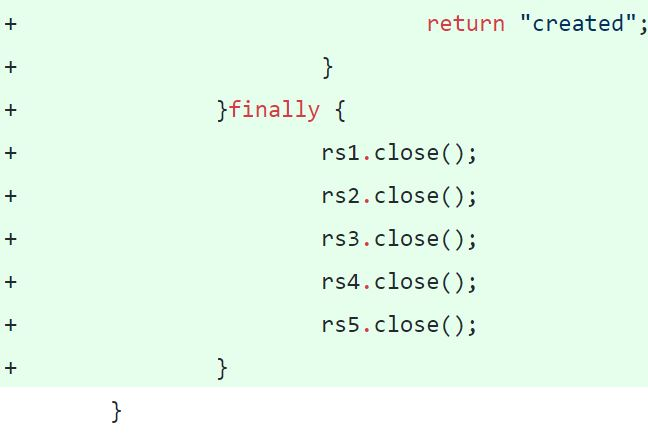 + return "created";
+ }
+ }finally {
+ rs1.close();
+ rs2.close();
+ rs3.close();
+ rs4.close();
+ rs5.close();
+ }
}